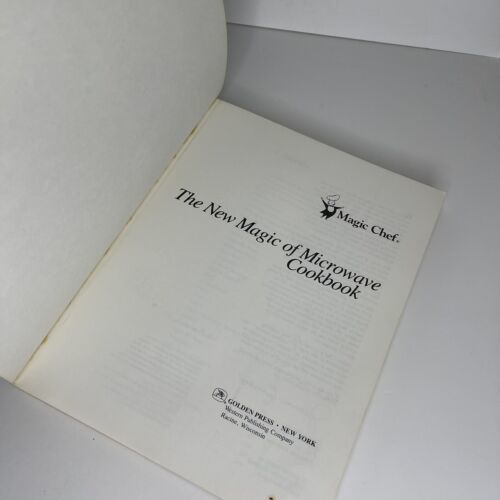 Magic Chef®
The New Magic of Microwave
Cookbook
GOLDEN PRESS • NEW YORK
Western Publishing Company
Racine, Wisconsin